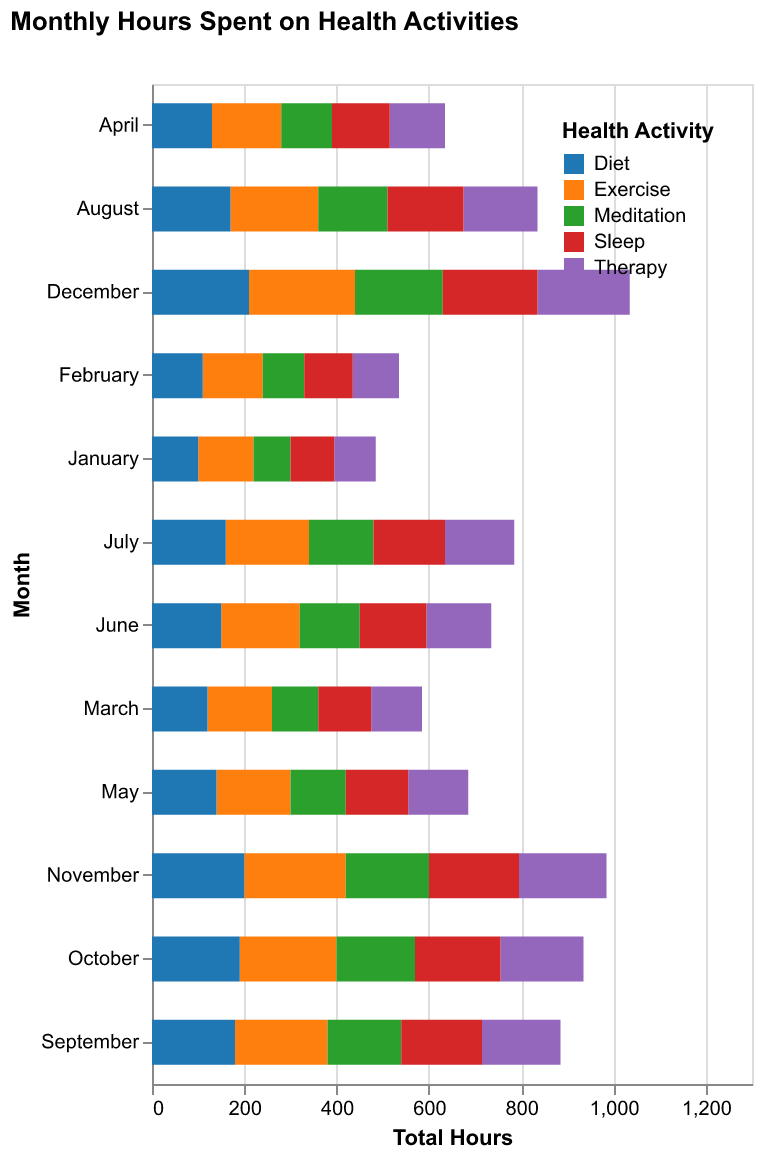 Monthly Hours Spent on Health Activities
Health Activity
Diet
Exercise
Meditation
Sleep
Therapy
Month
April
August
December
February
January
July
June
March
May
November
October
September
0 200 400 600 800 1,000 1,200
Total Hours